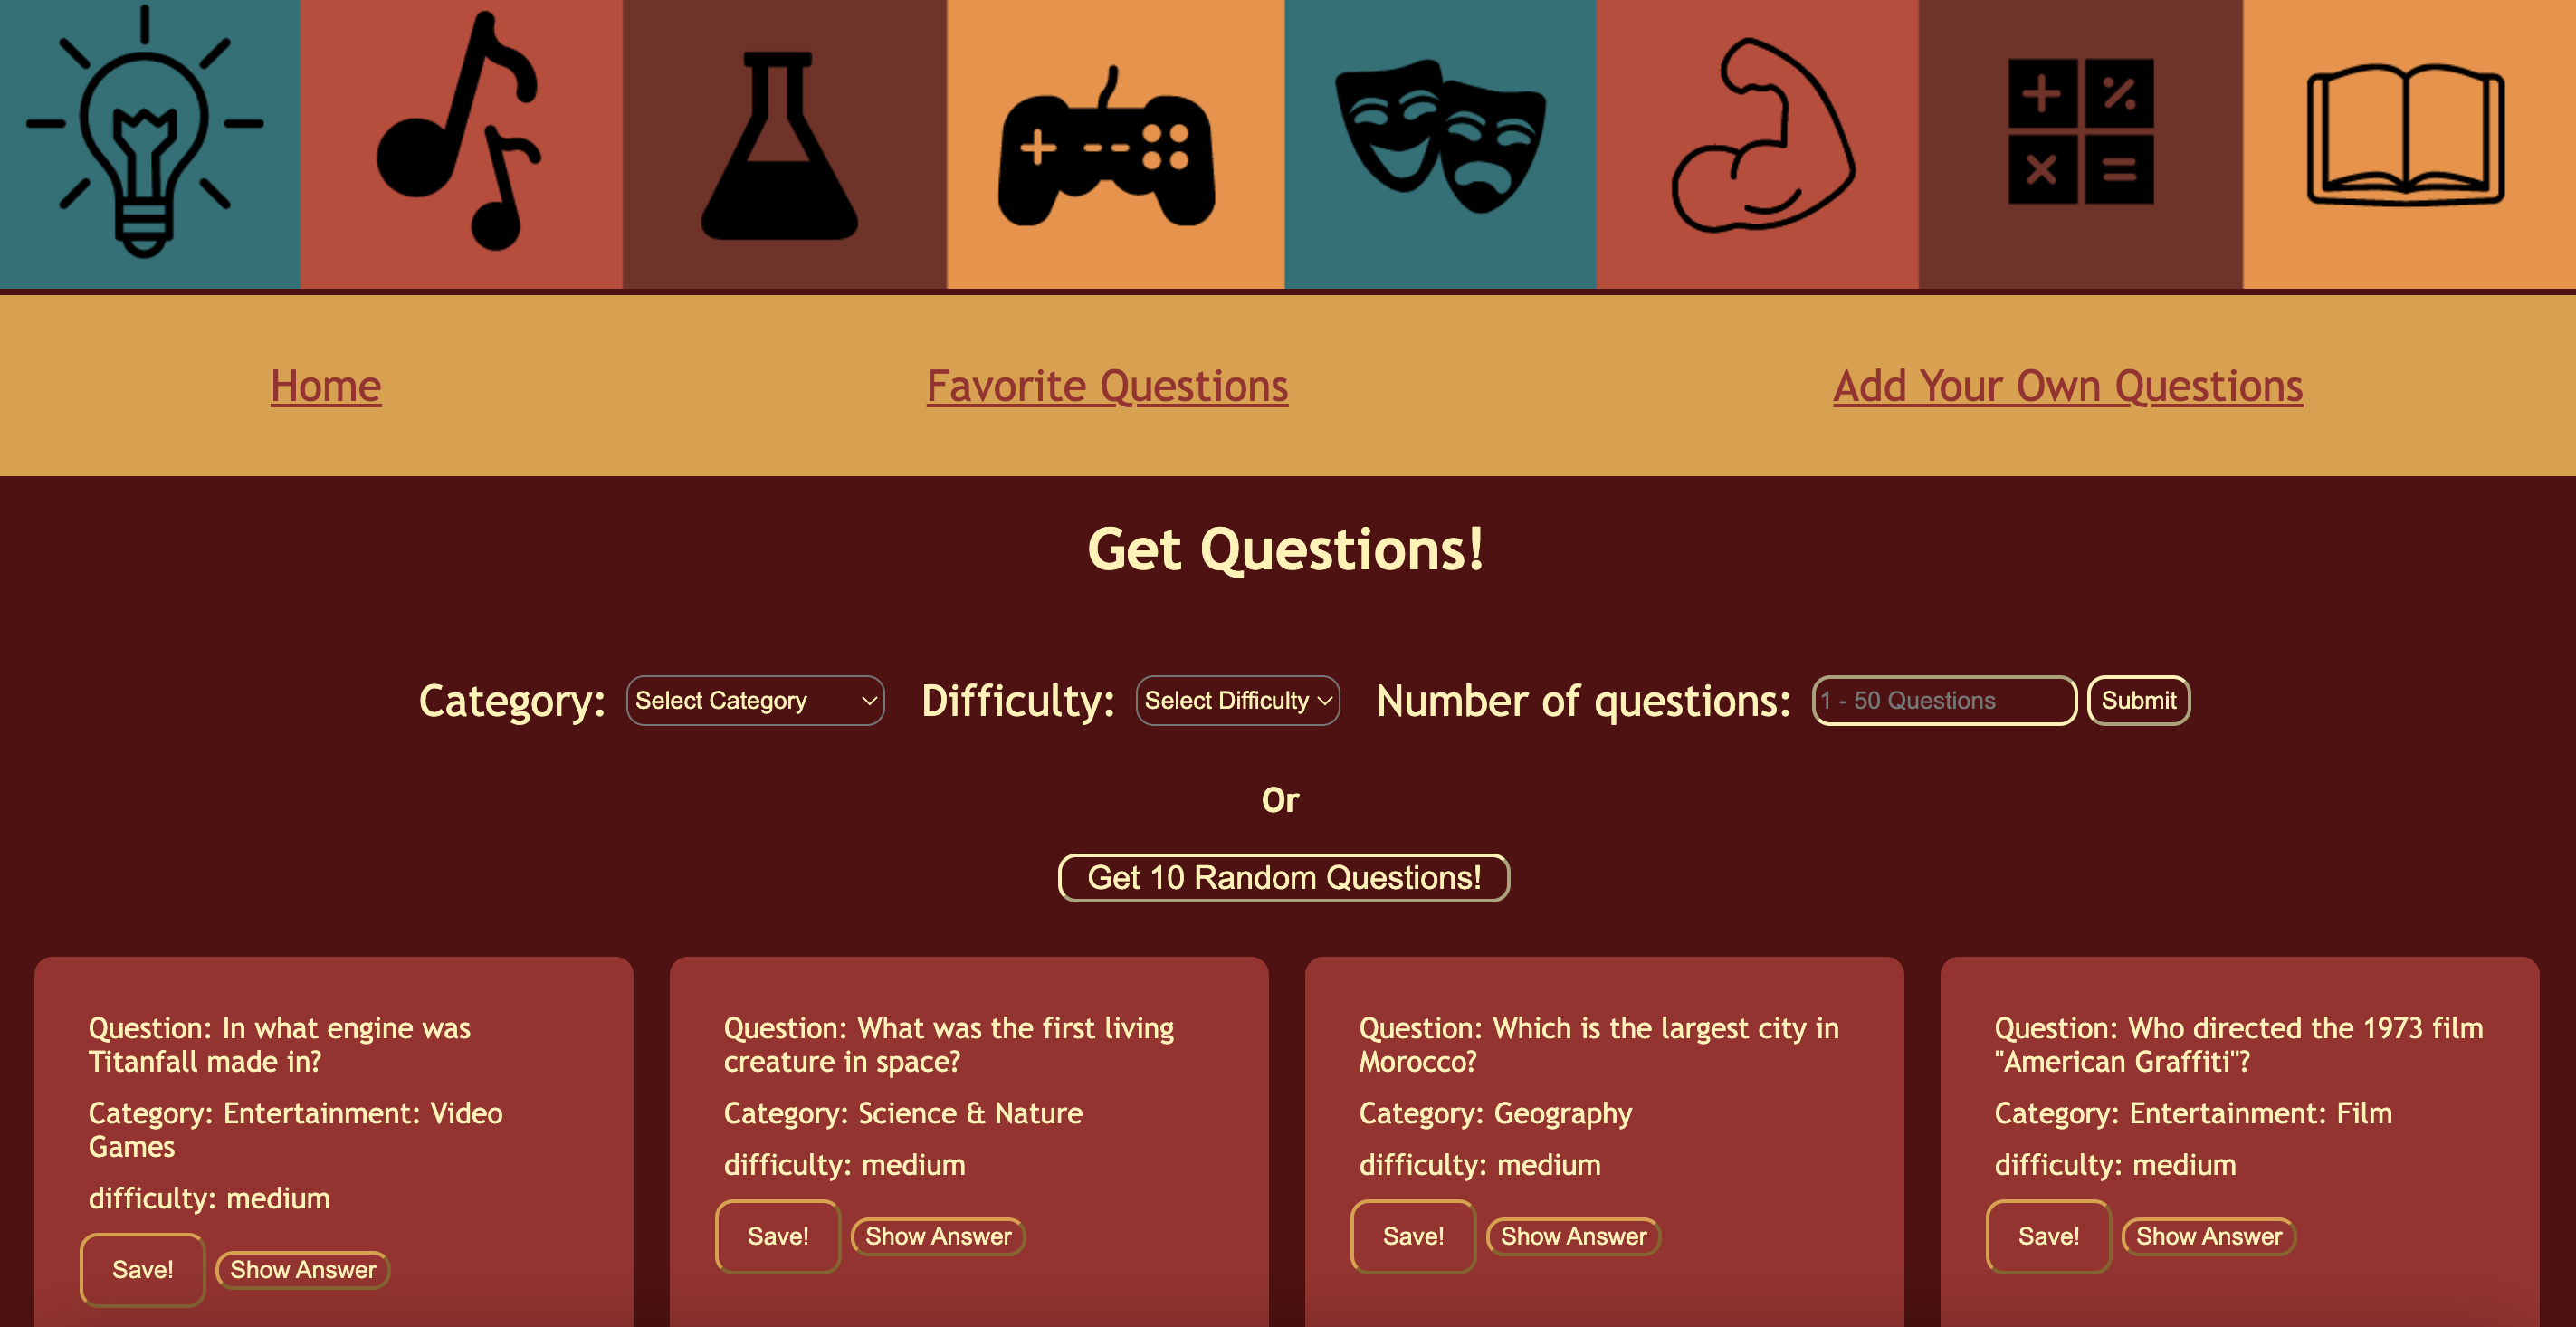 Home
Favorite Questions
Add Your Own Questions
Get Questions!
Category: Select Category Difficulty: Select Difficulty Number of questions: 1 - 50 Questions Submit
Or
Get 10 Random Questions!
Question: In what engine was
Titanfall made in?
Category: Entertainment: Video
Games
difficulty: medium
Save! Show Answer
Question: What was the first living
creature in space?
Category: Science & Nature
difficulty: medium
Save! Show Answer
Question: Which is the largest city in
Morocco?
Category: Geography
difficulty: medium
Save! Show Answer
Question: Who directed the 1973 film
"American Graffiti"?
Category: Entertainment: Film
difficulty: medium
Save! Show Answer